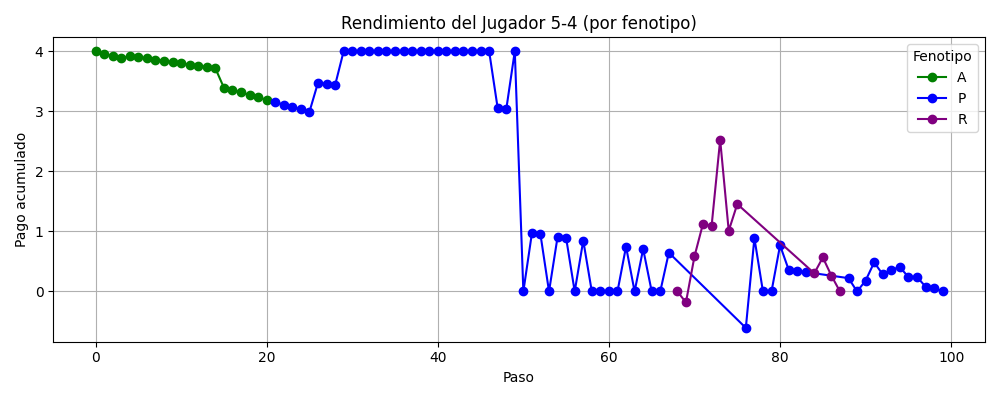 Rendimiento del Jugador 5-4 (por fenotipo)
Pago acumulado
4
3
2
1
0
0 20 40 60 80 100
Paso
Fenotipo
A
P
R